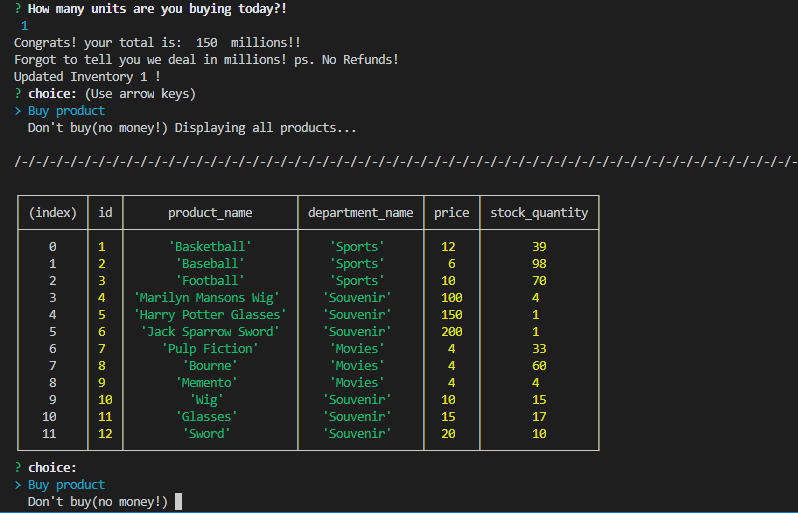 ? How many units are you buying today?!
1
Congrats! your total is:  150  millions!!
Forgot to tell you we deal in millions! ps. No Refunds!
Updated Inventory 1 !
? choice: (Use arrow keys)
> Buy product
Don't buy(no money!) Displaying all products...
/-/-/-/-/-/-/-/-/-/-/-/-/-/-/-/-/-/-/-/-/-/-/-/-/-/-/-/-/-/-/-/-/-/-/-/-/-/-/-/-/-/-/-/-/-/-/-/-/-/-/-/-/-/-/-/-
(index) id product_name department_name price stock_quantity
0 1 'Basketball' 'Sports' 12 39
1 2 'Baseball' 'Sports' 6 98
2 3 'Football' 'Sports' 10 70
3 4 'Marilyn Mansons Wig' 'Souvenir' 100 4
4 5 'Harry Potter Glasses' 'Souvenir' 150 1
5 6 'Jack Sparrow Sword' 'Souvenir' 200 1
6 7 'Pulp Fiction' 'Movies' 4 33
7 8 'Bourne' 'Movies' 4 60
8 9 'Memento' 'Movies' 4 4
9 10 'Wig' 'Souvenir' 10 15
10 11 'Glasses' 'Souvenir' 15 17
11 12 'Sword' 'Souvenir' 20 10
? choice:
> Buy product
Don't buy(no money!)